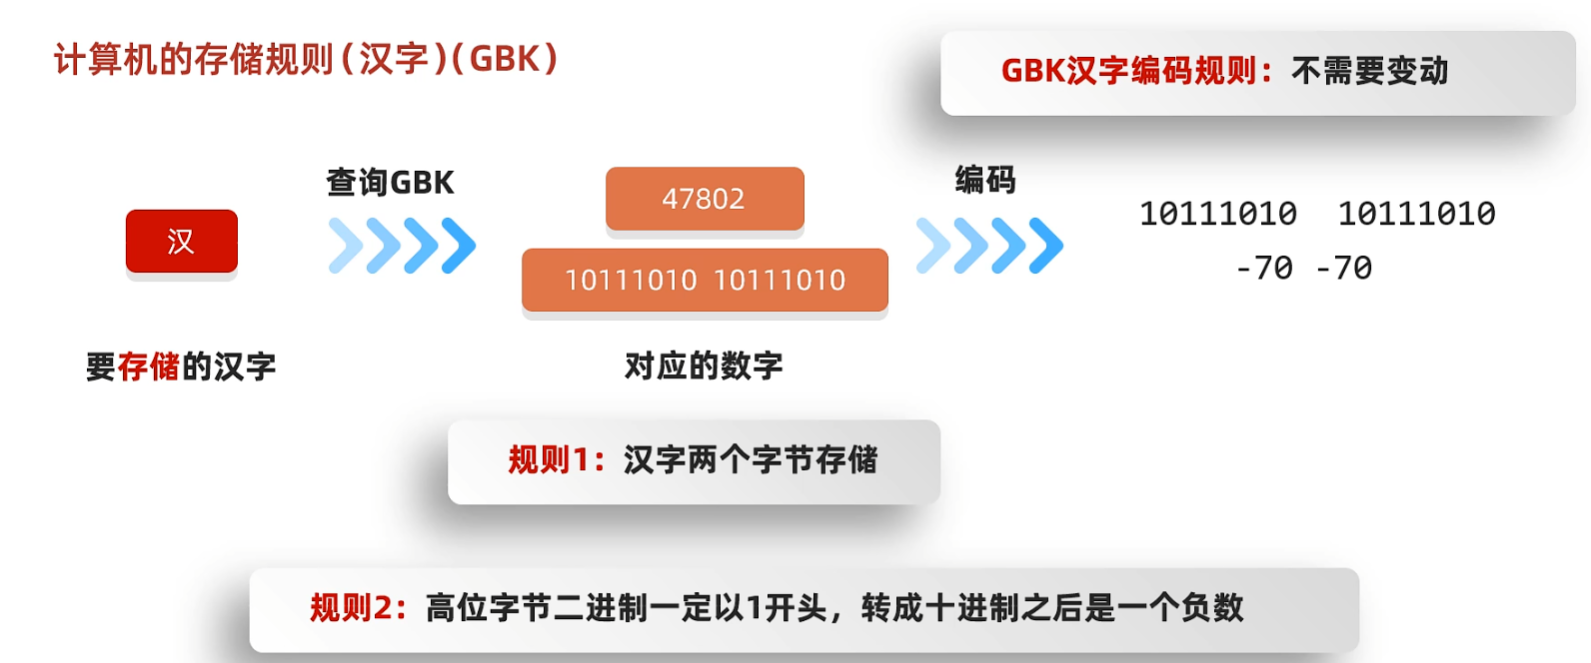 计算机的存储规则(汉字)(GBK)
GBK汉字编码规则：不需要变动
查询GBK
编码
汉
47802
10111010 10111010
10111010 10111010
-70 -70
要存储的汉字
对应的数字
规则1：汉字两个字节存储
规则2：高位字节二进制一定以1开头，转成十进制之后是一个负数